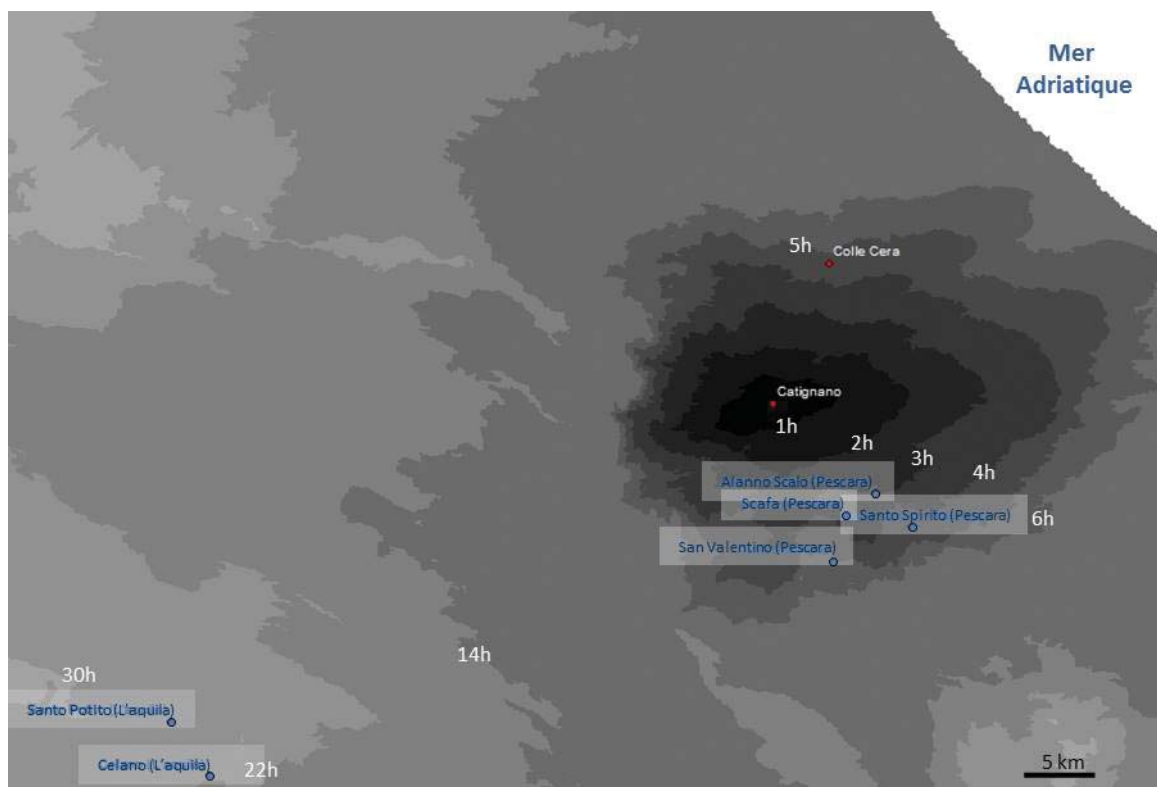 Mer
Adriatique
5h
Colle Cera
Catignano
1h
2h
3h
4h
Alanno Scalo (Pescara)
Scafa (Pescara)
Santo Spirito (Pescara)
6h
San Valentino (Pescara)
14h
30h
Santo Potito (L'aquila)
Celano (L'aquila)
22h
5 km